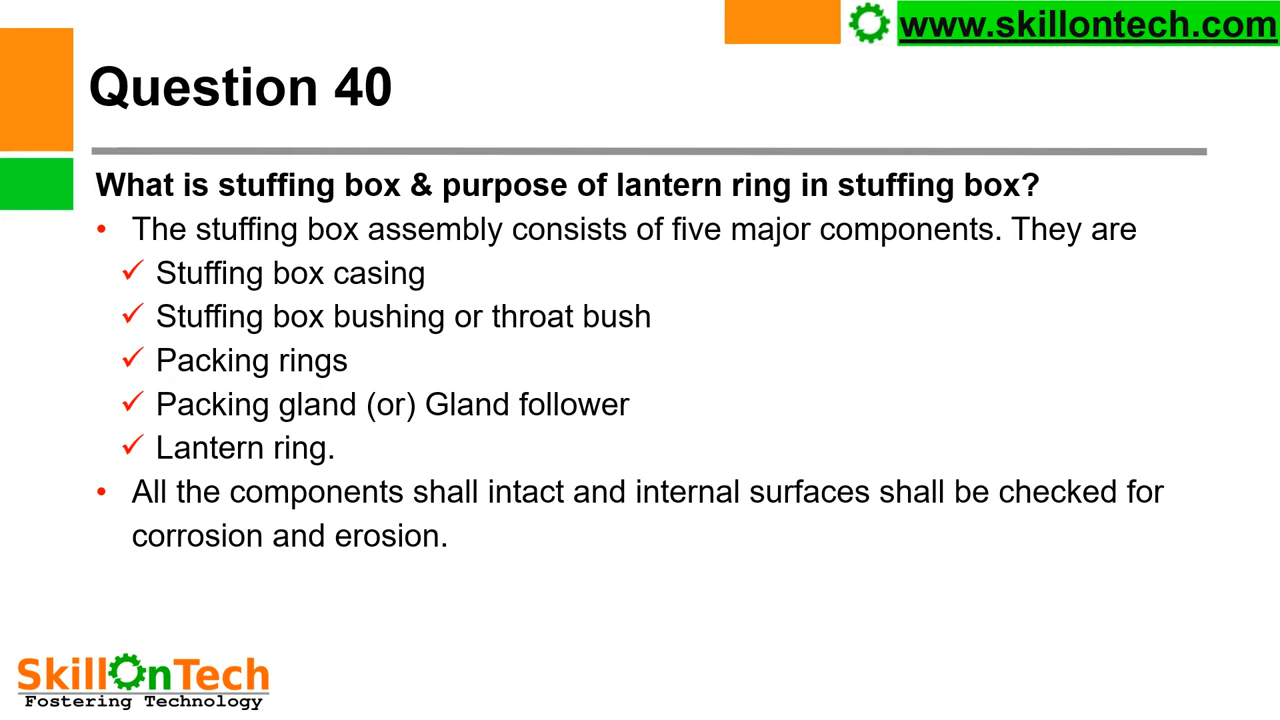 www.skillontech.com
Question 40
What is stuffing box & purpose of lantern ring in stuffing box?
• The stuffing box assembly consists of five major components. They are
✓ Stuffing box casing
✓ Stuffing box bushing or throat bush
✓ Packing rings
✓ Packing gland (or) Gland follower
✓ Lantern ring.
• All the components shall intact and internal surfaces shall be checked for
corrosion and erosion.
SkillOnTech
Fostering Technology